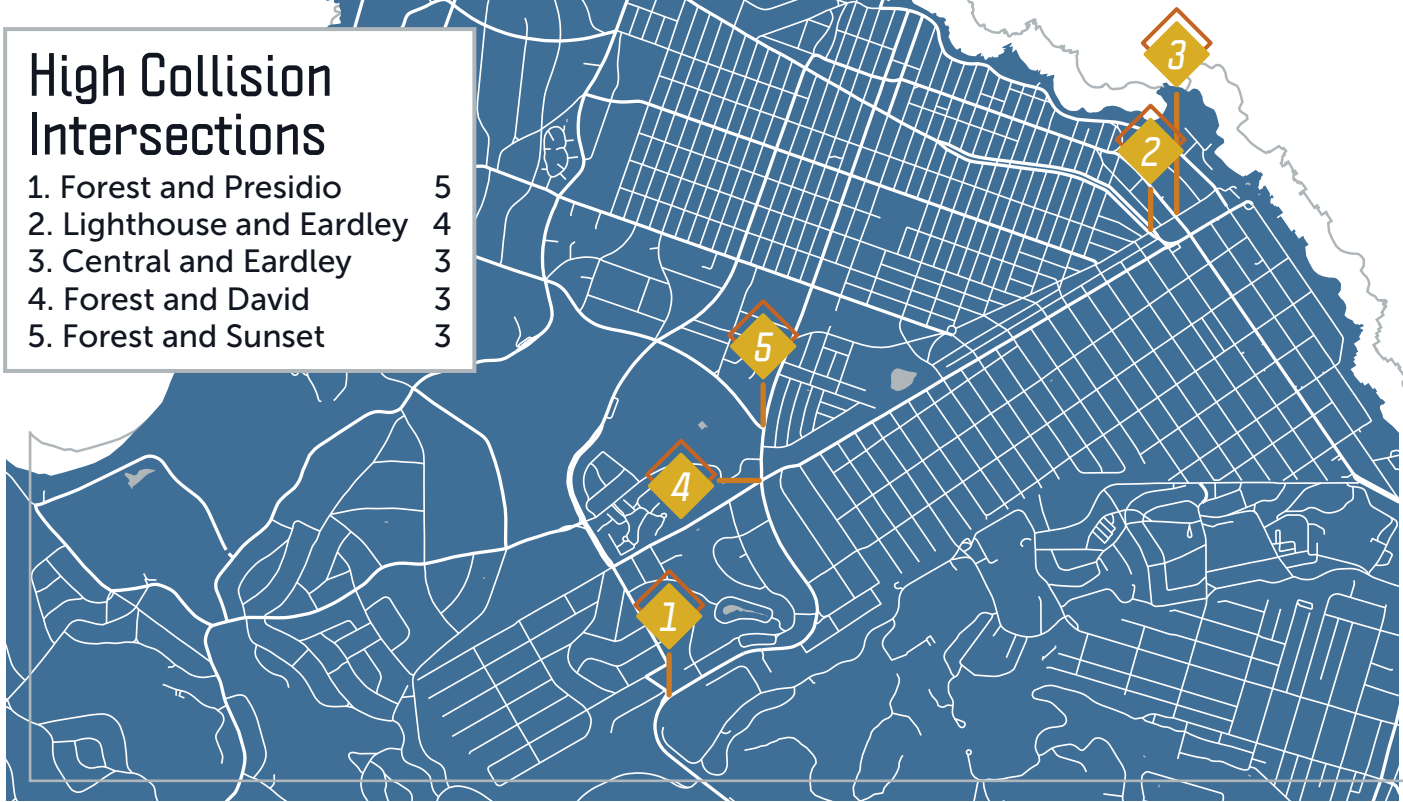 High Collision
Intersections
1. Forest and Presidio 5
2. Lighthouse and Eardley 4
3. Central and Eardley 3
4. Forest and David 3
5. Forest and Sunset 3
3
2
5
4
1